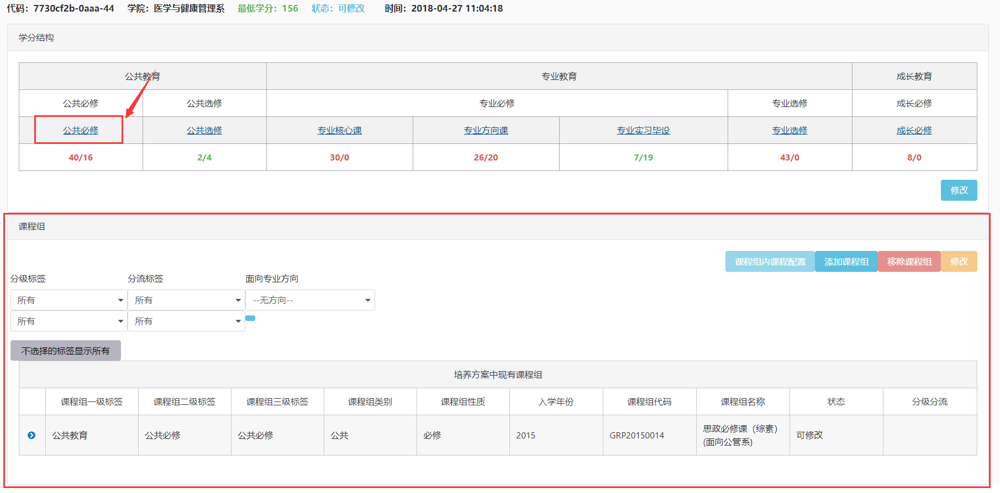 代码：7730cf2b-0aaa-44 学院：医学与健康管理系 最低学分：156 状态：可修改 时间：2018-04-27 11:04:18
学分结构
公共教育 专业教育 成长教育
公共必修 公共选修 专业必修 专业选修 成长必修
公共必修 公共选修 专业核心课 专业方向课 专业实习毕设 专业选修 成长必修
40/16 2/4 30/0 26/20 7/19 43/0 8/0
修改
课程组
课程组内课程配置 添加课程组 移除课程组 修改
分级标签 分流标签 面向专业方向
所有 所有 --无方向--
所有 所有
不选择的标签显示所有
培养方案中现有课程组
课程组一级标签 课程组二级标签 课程组三级标签 课程组类别 课程组性质 入学年份 课程组代码 课程组名称 状态 分级分流
公共教育 公共必修 公共必修 公共 必修 2015 GRP20150014 思政必修课（综素） 可修改
(面向公管系)